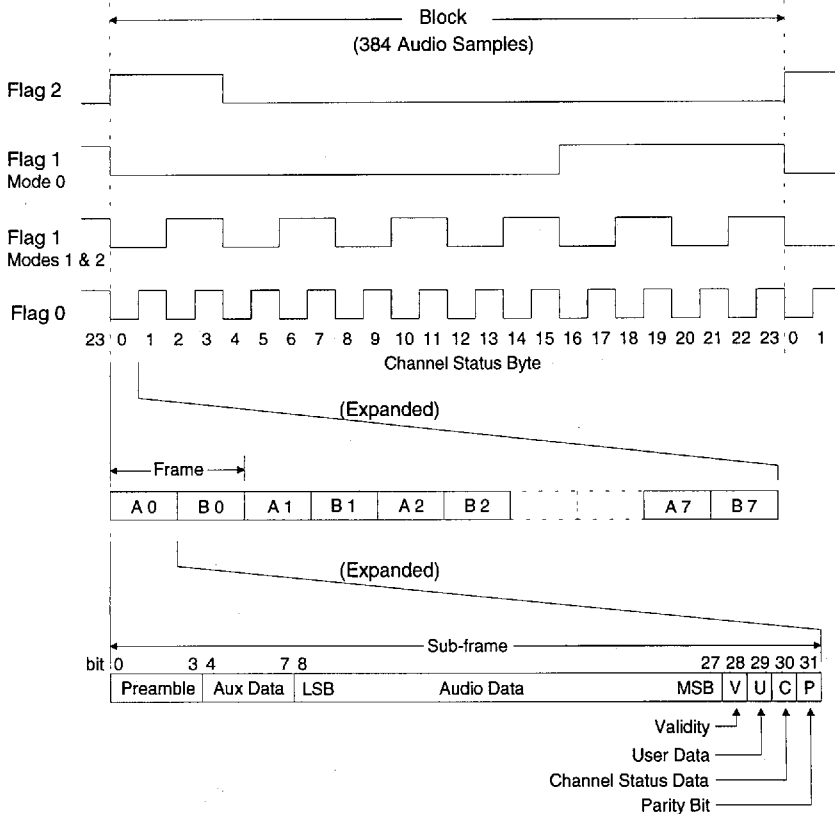 Block
(384 Audio Samples)
Flag 2
Flag 1
Mode 0
Flag 1
Modes 1 & 2
Flag 0
23 0 1 2 3 4 5 6 7 8 9 10 11 12 13 14 15 16 17 18 19 20 21 22 23 0 1
Channel Status Byte
(Expanded)
Frame
A 0 B 0 A 1 B 1 A 2 B 2 A 7 B 7
(Expanded)
Sub-frame
bit 0 3 4 7 8 27 28 29 30 31
Preamble Aux Data LSB Audio Data MSB V U C P
Validity
User Data
Channel Status Data
Parity Bit